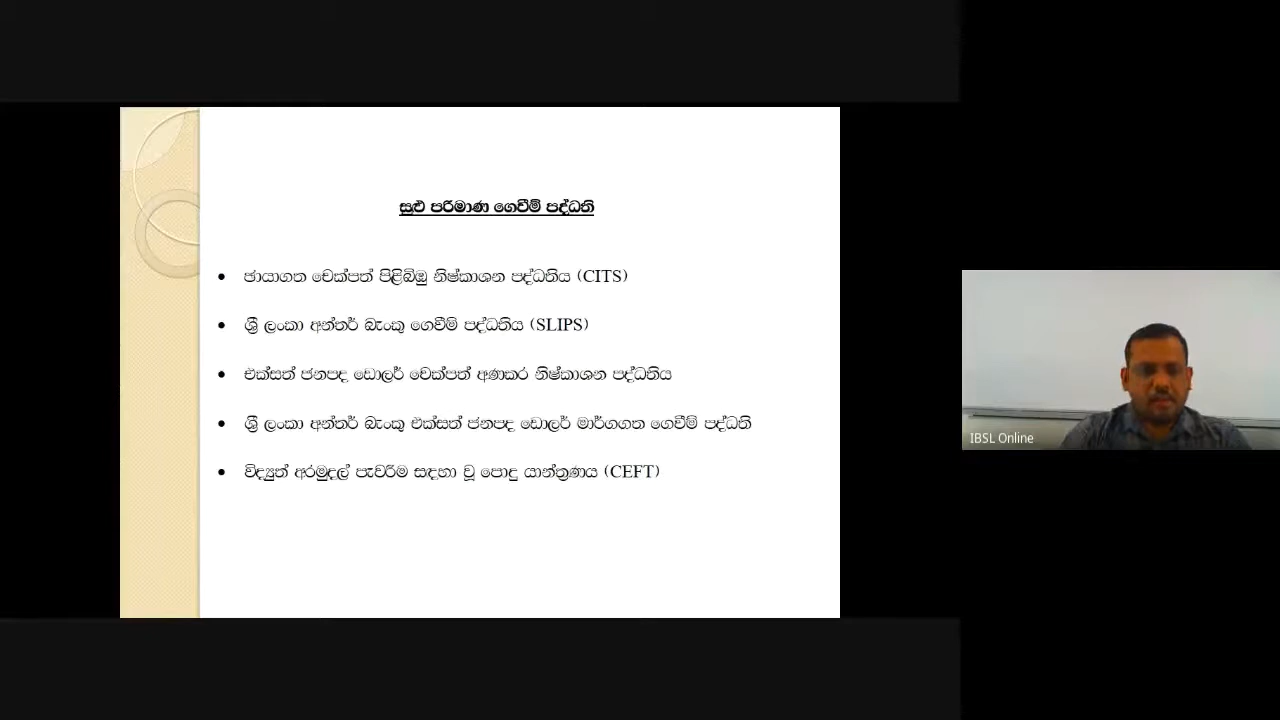 සුළු පරිමාණ ගෙවීම් පද්ධති
• ඡායාගත චෙක්පත් පිළිබිඹු නිෂ්කාශන පද්ධතිය (CITS)
• ශ්‍රී ලංකා අන්තර් බැංකු ගෙවීම් පද්ධතිය (SLIPS)
• එක්සත් ජනපද ඩොලර් චෙක්පත් අණකර නිෂ්කාශන පද්ධතිය
• ශ්‍රී ලංකා අන්තර් බැංකු එක්සත් ජනපද ඩොලර් මාර්ගගත ගෙවීම් පද්ධති
• විද්‍යුත් අරමුදල් පැවරීම සඳහා වූ පොදු යාන්ත්‍රණය (CEFT)
IBSL Online